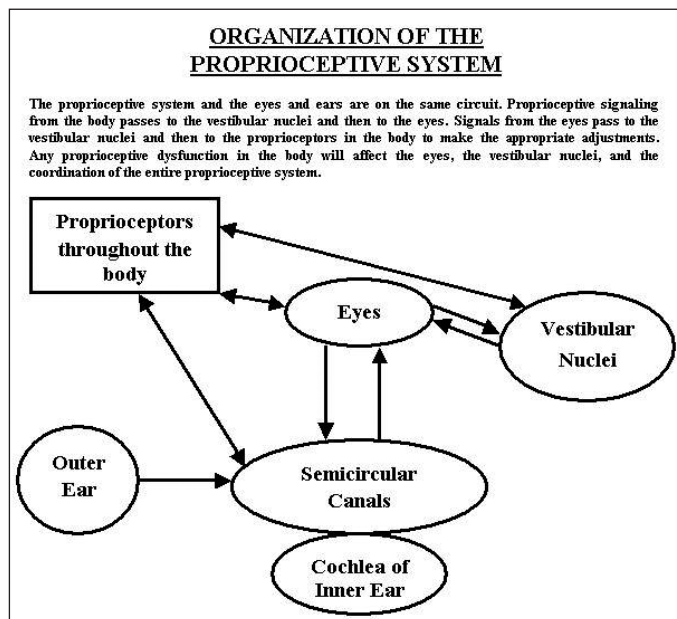 ORGANIZATION OF THE
PROPRIOCEPTIVE SYSTEM
The proprioceptive system and the eyes and ears are on the same circuit. Proprioceptive signaling
from the body passes to the vestibular nuclei and then to the eyes. Signals from the eyes pass to the
vestibular nuclei and then to the proprioctors in the body to make the appropriate adjustments.
Any proprioceptive dysfunction in the body will affect the eyes, the vestibular nuclei, and the
coordination of the entire proprioceptive system.
Proprioceptors
throughout the
body
Eyes
Vestibular
Nuclei
Outer
Ear
Semicircular
Canals
Cochlea of
Inner Ear